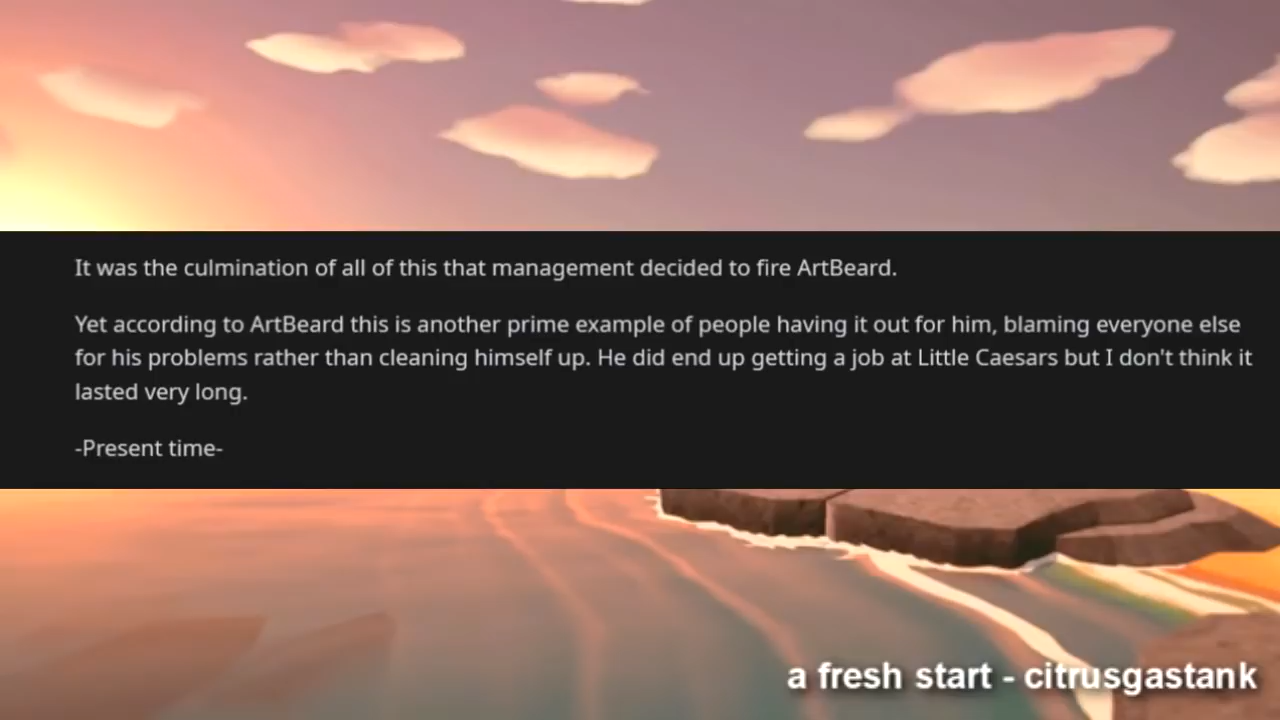 It was the culmination of all of this that management decided to fire ArtBeard.
Yet according to ArtBeard this is another prime example of people having it out for him, blaming everyone else
for his problems rather than cleaning himself up. He did end up getting a job at Little Caesars but I don't think it
lasted very long.
-Present time-
a fresh start - citrusgastank